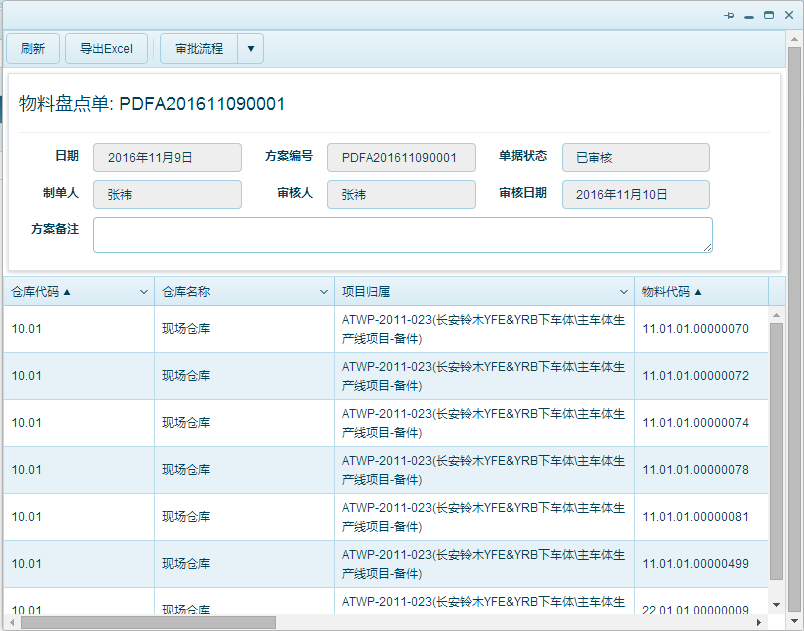 刷新 导出Excel 审批流程
物料盘点单: PDFA201611090001
日期 2016年11月9日 方案编号 PDFA201611090001 单据状态 已审核
制单人 张祎 审核人 张祎 审核日期 2016年11月10日
方案备注
仓库代码 仓库名称 项目归属 物料代码
10.01 现场仓库 ATWP-2011-023(长安铃木YFE&YRB下车体\主车体生
产线项目-备件) 11.01.01.00000070
10.01 现场仓库 ATWP-2011-023(长安铃木YFE&YRB下车体\主车体生
产线项目-备件) 11.01.01.00000072
10.01 现场仓库 ATWP-2011-023(长安铃木YFE&YRB下车体\主车体生
产线项目-备件) 11.01.01.00000074
10.01 现场仓库 ATWP-2011-023(长安铃木YFE&YRB下车体\主车体生
产线项目-备件) 11.01.01.00000078
10.01 现场仓库 ATWP-2011-023(长安铃木YFE&YRB下车体\主车体生
产线项目-备件) 11.01.01.00000081
10.01 现场仓库 ATWP-2011-023(长安铃木YFE&YRB下车体\主车体生
产线项目-备件) 11.01.01.00000499
10.01 现场仓库 ATWP-2011-023(长安铃木YFE&YRB下车体\主车体生
22.01.01.00000009